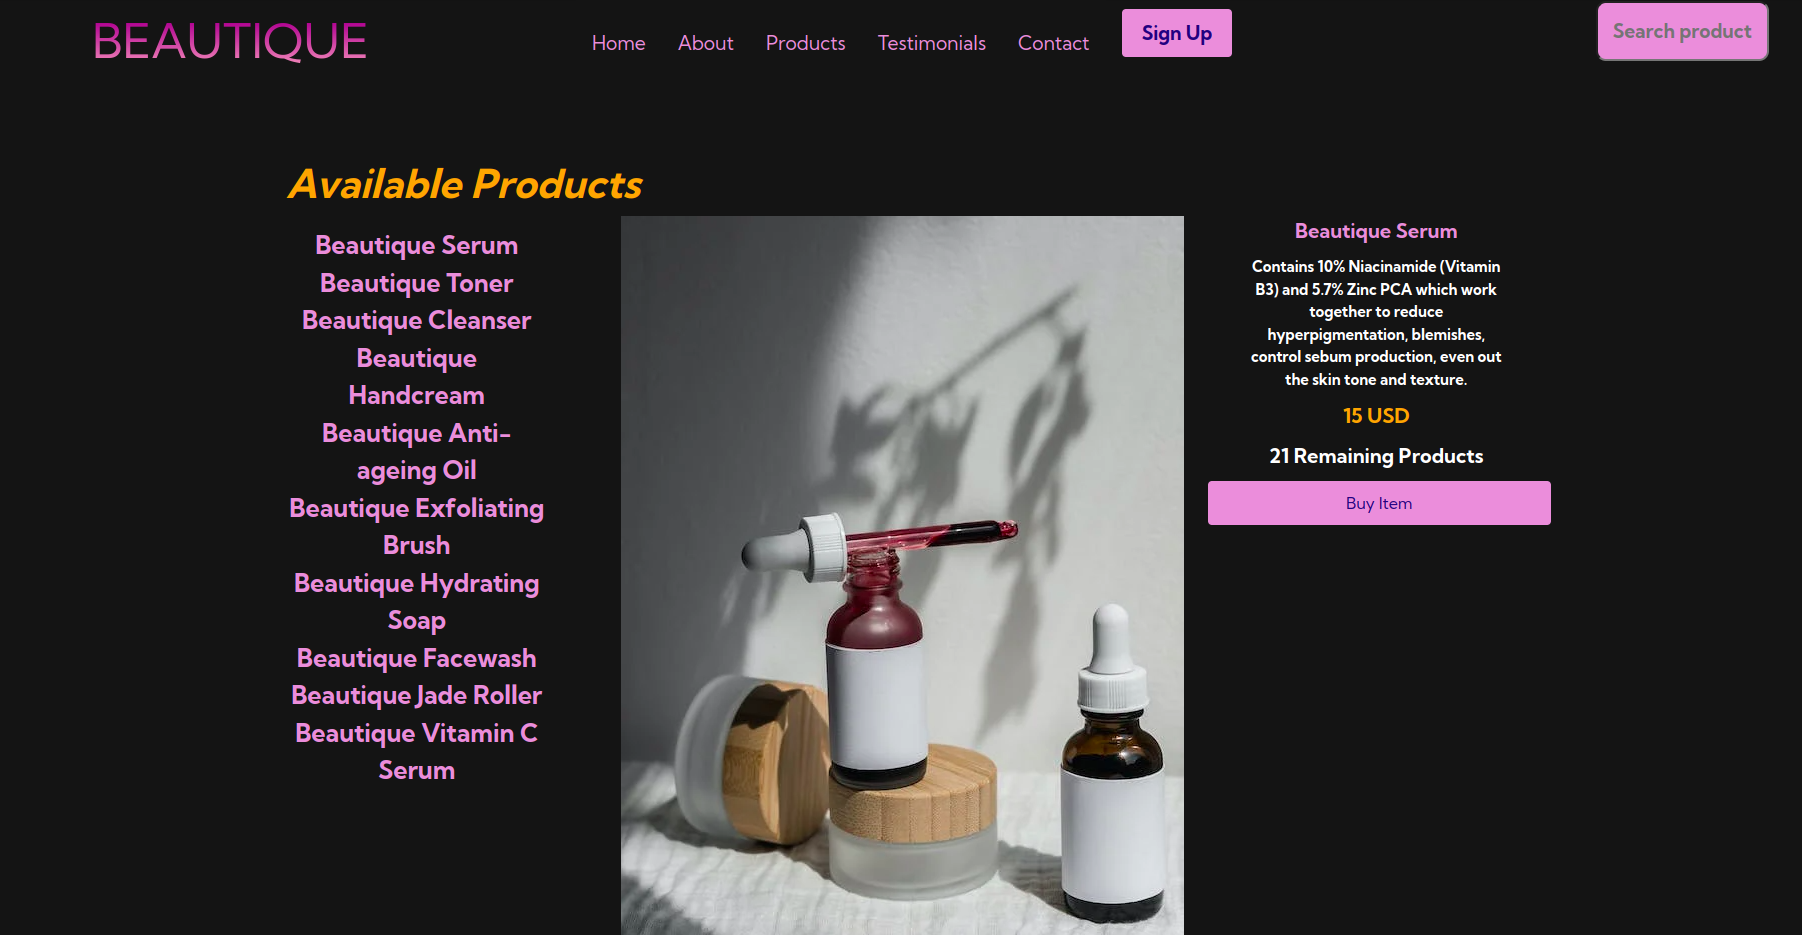 BEAUTIQUE
Home About Products Testimonials Contact Sign Up
Search product
Available Products
Beautique Serum
Beautique Toner
Beautique Cleanser
Beautique
Handcream
Beautique Anti-
ageing Oil
Beautique Exfoliating
Brush
Beautique Hydrating
Soap
Beautique Facewash
Beautique Jade Roller
Beautique Vitamin C
Serum
Beautique Serum
Contains 10% Niacinamide (Vitamin
B3) and 5.7% Zinc PCA which work
together to reduce
hyperpigmentation, blemishes,
control sebum production, even out
the skin tone and texture.
15 USD
21 Remaining Products
Buy Item